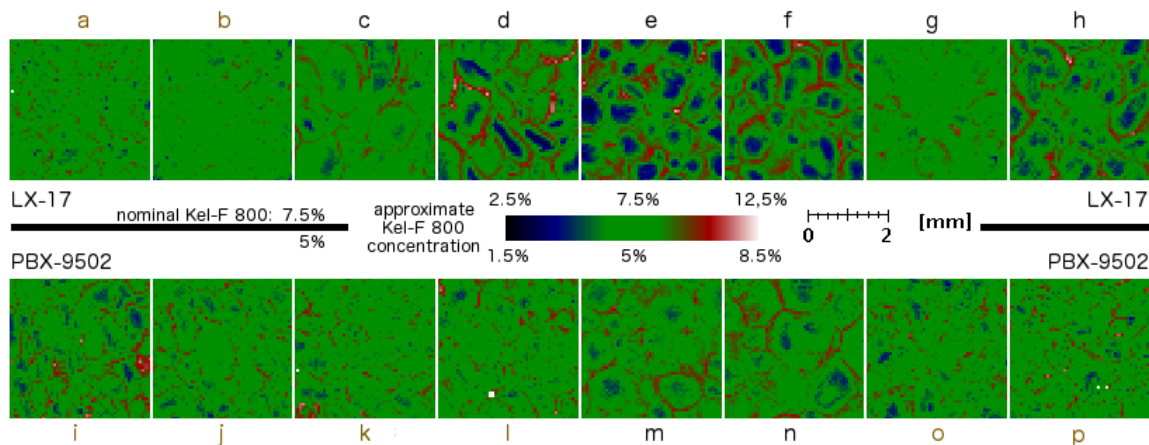 a b c d e f g h
LX-17
nominal Kel-F 800: 7.5%
5%
PBX-9502
approximate
Kel-F 800
concentration
2.5% 7.5% 12,5%
1.5% 5% 8.5%
0 2 [mm]
LX-17
PBX-9502
i j k l m n o p